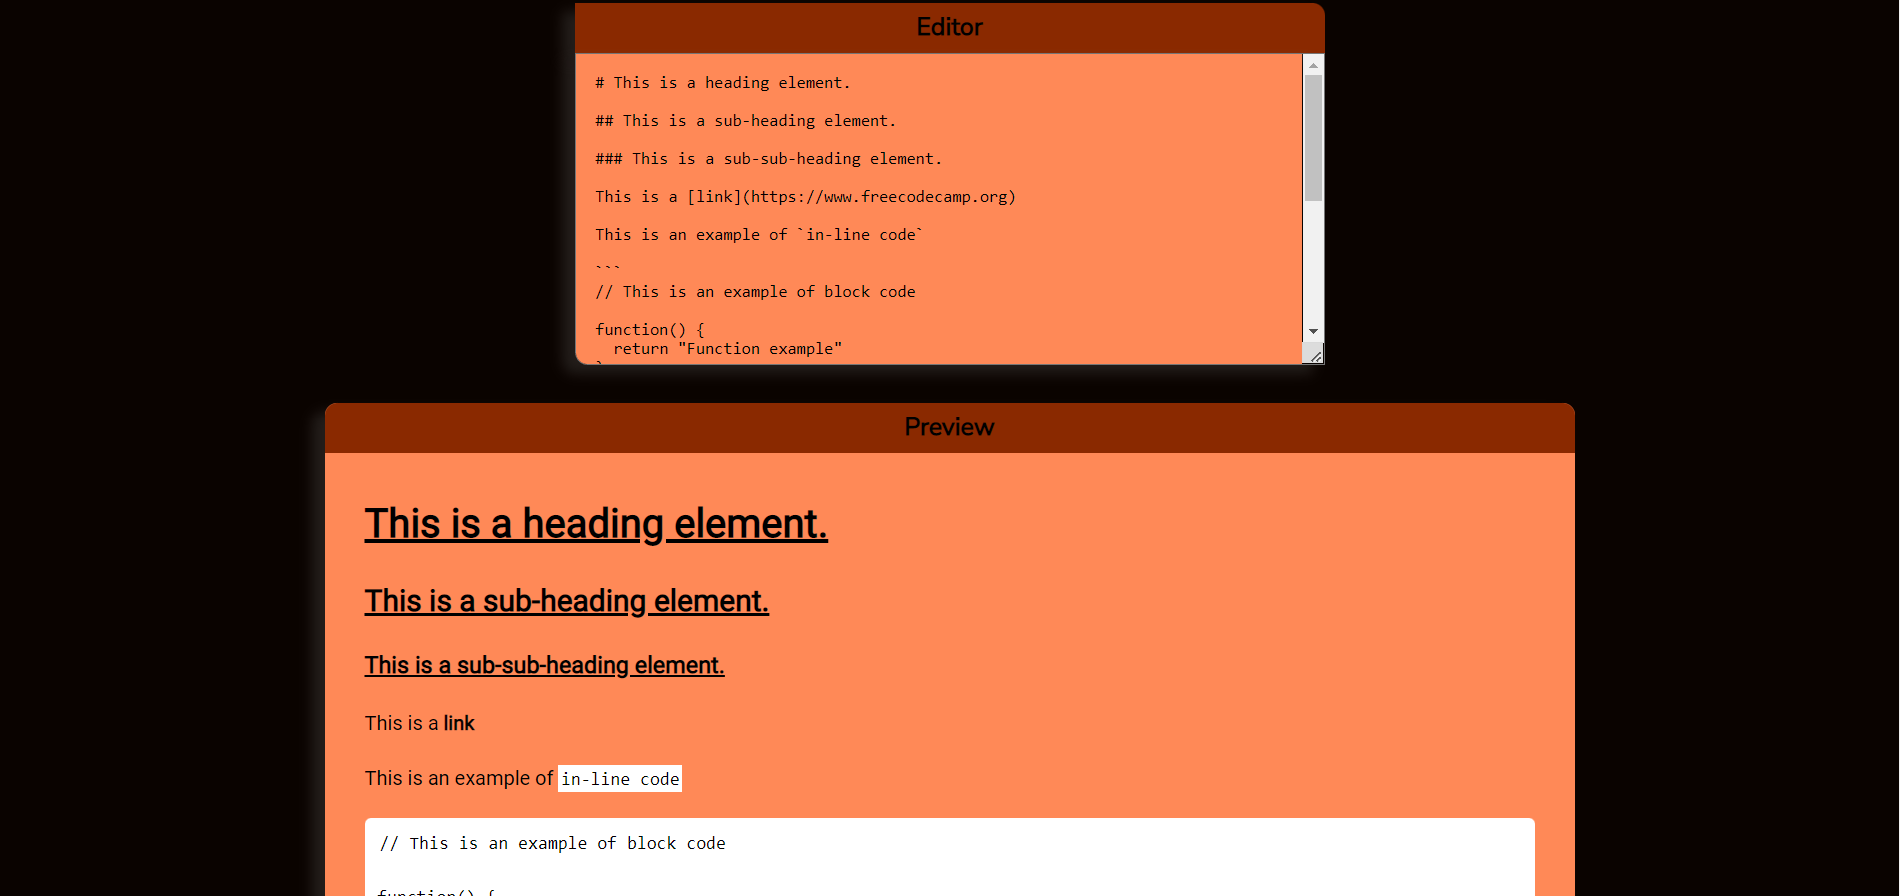 Editor
# This is a heading element.
## This is a sub-heading element.
### This is a sub-sub-heading element.
This is a [link](https://www.freecodecamp.org)
This is an example of `in-line code`
```
// This is an example of block code
function() {
  return "Function example"
Preview
This is a heading element.
This is a sub-heading element.
This is a sub-sub-heading element.
This is a link
This is an example of in-line code
// This is an example of block code
function() {